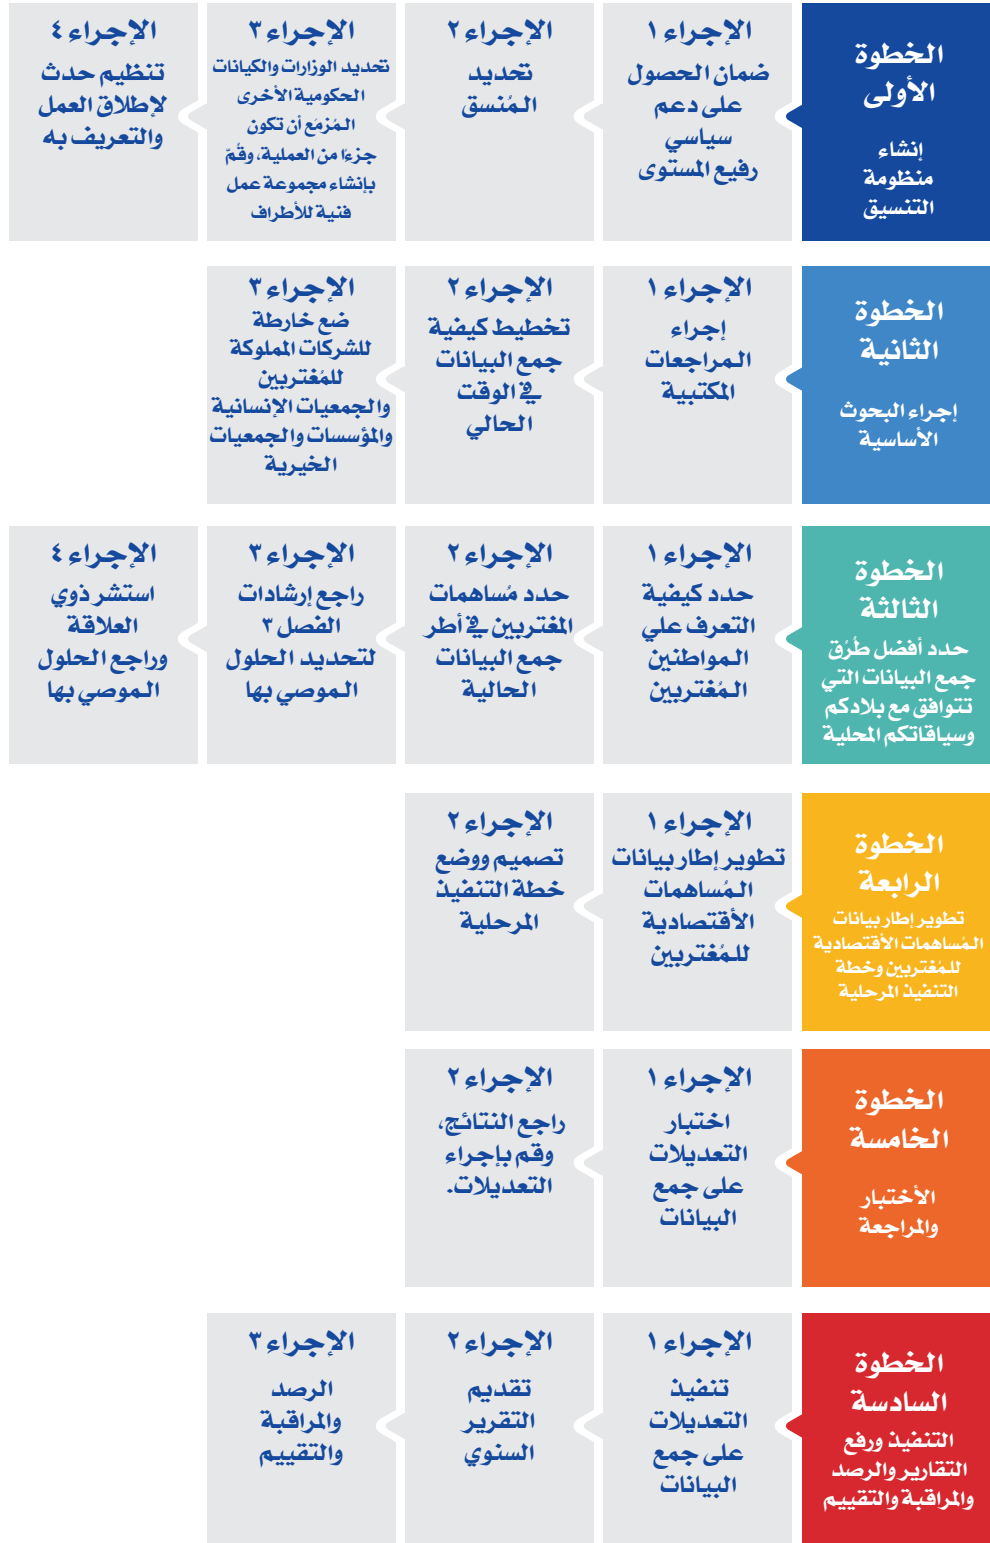 الخطوة
الأولى
إنشاء
منظومة
التنسيق
الإجراء ١
ضمان الحصول
على دعم
سياسي
رفيع المستوى
الإجراء ٢
تحديد
المُنسق
الإجراء ٣
تحديد الوزارات والكيانات
الحكومية الأخرى
المُزمَع أن تكون
جزءًا من العملية، وقُمّ
بإنشاء مجموعة عمل
فنية للأطراف
الإجراء ٤
تنظيم حدث
لإطلاق العمل
والتعريف به
الخطوة
الثانية
إجراء البحوث
الأساسية
الإجراء ١
إجراء
المراجعات
المكتبية
الإجراء ٢
تخطيط كيفية
جمع البيانات
في الوقت
الحالي
الإجراء ٣
ضع خارطة
للشركات المملوكة
للمُغتربين
والجمعيات الإنسانية
والمؤسسات والجمعيات
الخيرية
الخطوة
الثالثة
حدد أفضل طُرُق
جمع البيانات التي
تتوافق مع بلادكم
وسياقاتكم المحلية
الإجراء ١
حدد كيفية
التعرف علي
المواطنين
المُغتربين
الإجراء ٢
حدد مُساهمات
المغتربين في أطر
جمع البيانات
الحالية
الإجراء ٣
راجع إرشادات
الفصل ٣
لتحديد الحلول
الموصي بها
الإجراء ٤
استشر ذوي
العلاقة
وراجع الحلول
الموصي بها
الخطوة
الرابعة
تطوير إطار بيانات
المُساهمات الأقتصادية
للمُغتربين وخطة
التنفيذ المرحلية
الإجراء ١
تطوير إطار بيانات
المُساهمات
الأقتصادية
للمُغتربين
الإجراء ٢
تصميم ووضع
خطة التنفيذ
المرحلية
الخطوة
الخامسة
الأختبار
والمراجعة
الإجراء ١
اختبار
التعديلات
على جمع
البيانات
الإجراء ٢
راجع النتائج،
وقم بإجراء
التعديلات.
الخطوة
السادسة
التنفيذ ورفع
التقارير والرصد
والمراقبة والتقييم
الإجراء ١
تنفيذ
التعديلات
على جمع
البيانات
الإجراء ٢
تقديم
التقرير
السنوي
الإجراء ٣
الرصد
والمراقبة
والتقييم